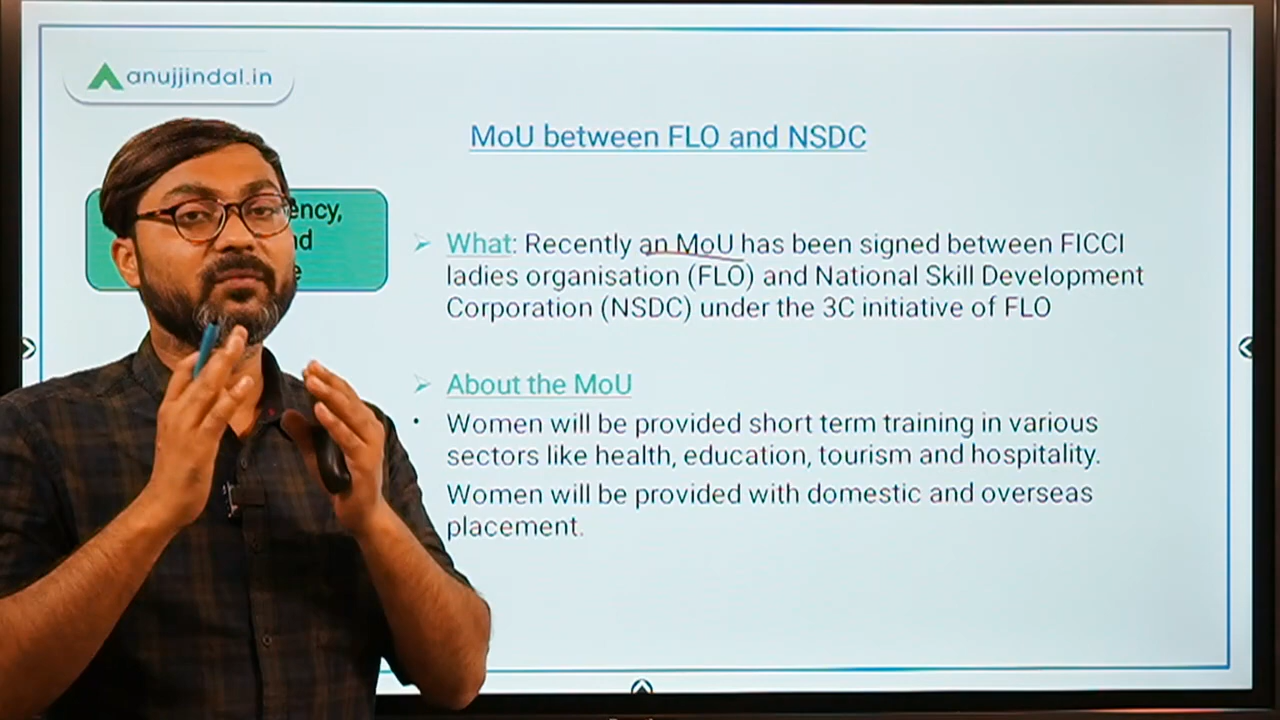 anujjindal.in
MoU between FLO and NSDC
What: Recently an MoU has been signed between FICCI
ladies organisation (FLO) and National Skill Development
Corporation (NSDC) under the 3C initiative of FLO
About the MoU
Women will be provided short term training in various
sectors like health, education, tourism and hospitality.
Women will be provided with domestic and overseas
placement.